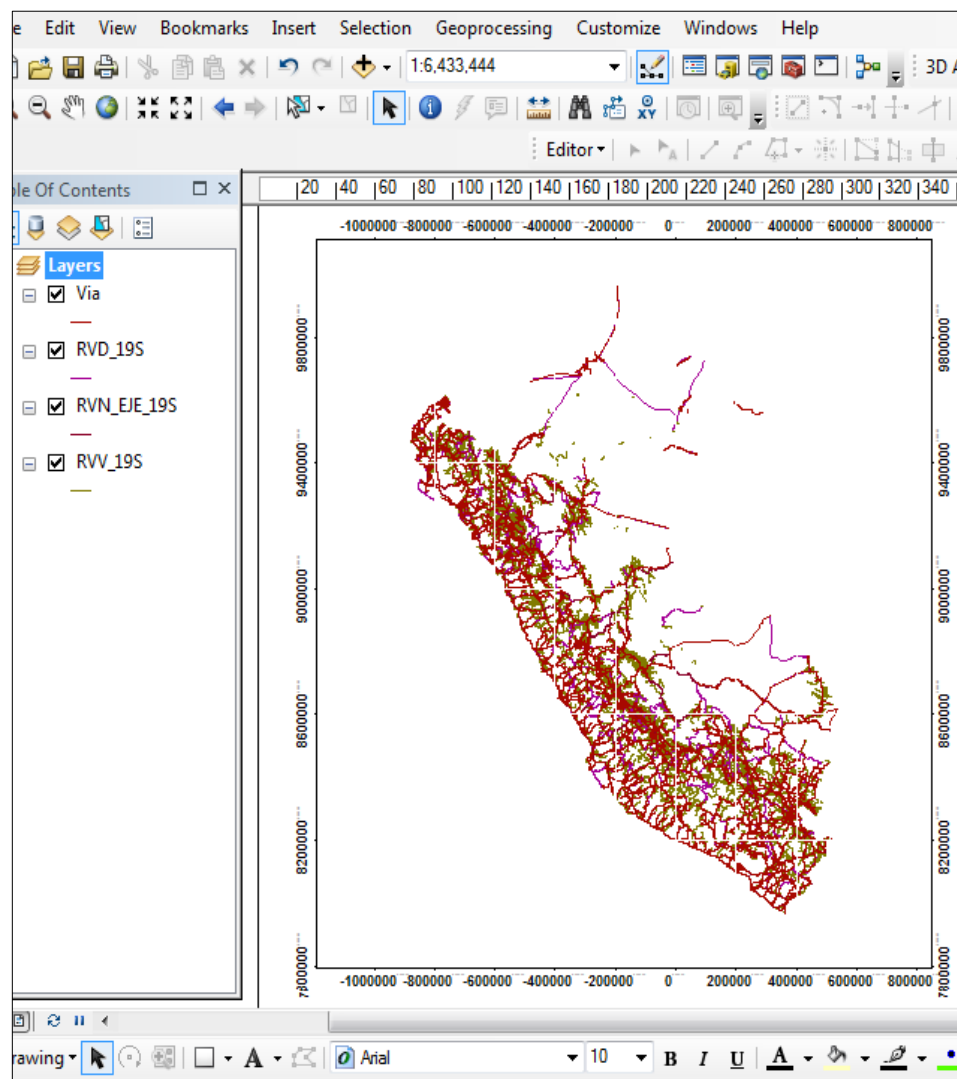 e Edit View Bookmarks Insert Selection Geoprocessing Customize Windows Help
1:6,433,444 3D A
XY
Editor
ole Of Contents
20 40 60 80 100 120 140 160 180 200 220 240 260 280 300 320 340
-1000000 -800000 -600000 -400000 -200000 0 200000 400000 600000 800000
Layers
Via
RVD_19S
RVN_EJE_19S
RVV_19S
9800000 9800000
9400000 9400000
9000000 9000000
8600000 8600000
8200000 8200000
-1000000 -800000 -600000 -400000 -200000 0 200000 400000 600000 800000
rawing A Arial 10 B I U A